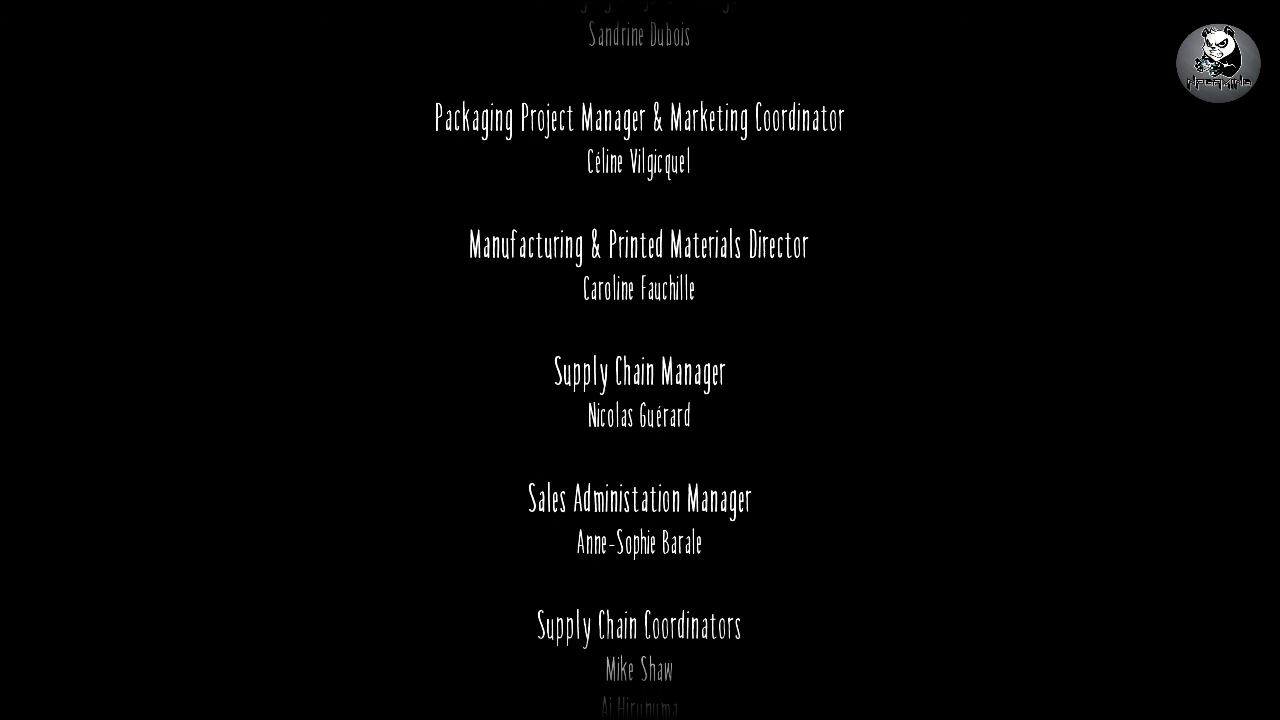 Sandrine Dubois
Packaging Project Manager & Marketing Coordinator
Céline Vilgicquel
Manufacturing & Printed Materials Director
Caroline Fauchille
Supply Chain Manager
Nicolas Guérard
Sales Administation Manager
Anne-Sophie Barale
Supply Chain Coordinators
Mike Shaw